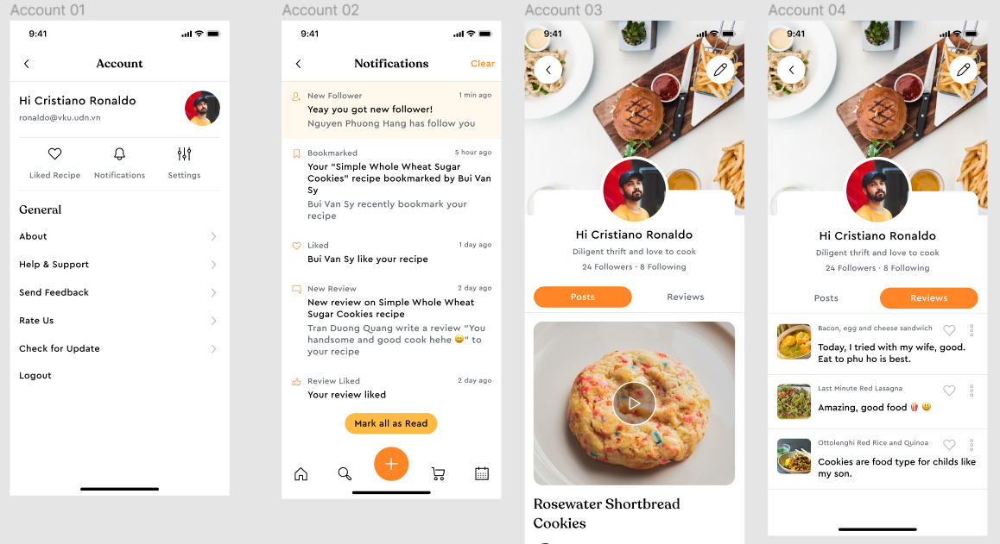 Account 01
9:41
Account
Hi Cristiano Ronaldo
ronaldo@vku.udn.vn
Liked Recipe
Notifications
Settings
General
About
Help & Support
Send Feedback
Rate Us
Check for Update
Logout
Account 02
9:41
Notifications
Clear
New Follower
1 min ago
Yeay you got new follower!
Nguyen Phuong Hang has follow you
Bookmarked
5 hour ago
Your “Simple Whole Wheat Sugar
Cookies” recipe bookmarked by Bui Van
Sy
Bui Van Sy recently bookmark your
recipe
Liked
1 day ago
Bui Van Sy like your recipe
New Review
2 day ago
New review on Simple Whole Wheat
Sugar Cookies recipe
Tran Duong Quang write a review “You
handsome and good cook hehe 😄” to
your recipe
Review Liked
2 day ago
Your review liked
Mark all as Read
Account 03
9:41
Hi Cristiano Ronaldo
Diligent thrift and love to cook
24 Followers · 8 Following
Posts
Reviews
Rosewater Shortbread
Cookies
Account 04
9:41
Hi Cristiano Ronaldo
Diligent thrift and love to cook
24 Followers · 8 Following
Posts
Reviews
Bacon, egg and cheese sandwich
Today, I tried with my wife, good.
Eat to phu ho is best.
Last Minute Red Lasagna
Amazing, good food 🍿 😃
Ottolenghi Red Rice and Quinoa
Cookies are food type for childs like
my son.